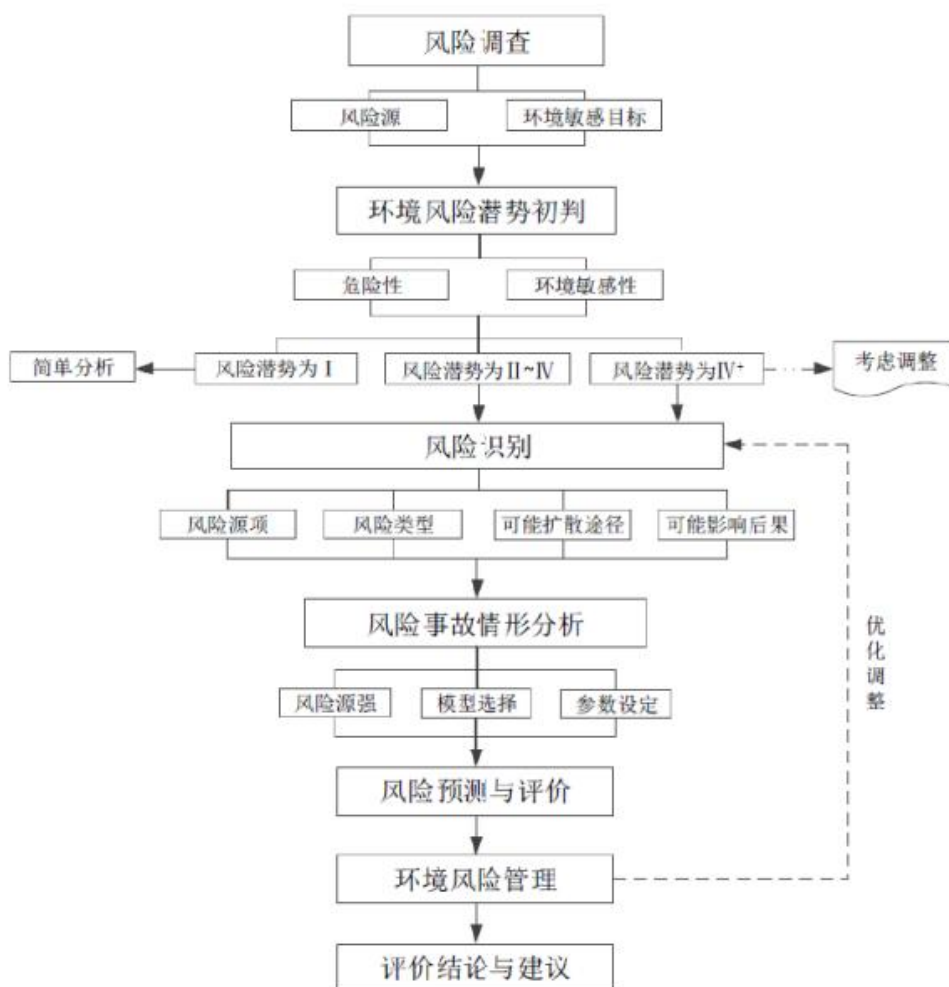 风险调查
风险源
环境敏感目标
环境风险潜势初判
危险性
环境敏感性
简单分析
风险潜势为Ⅰ
风险潜势为Ⅱ~Ⅳ
风险潜势为Ⅳ⁺
考虑调整
风险识别
风险源项
风险类型
可能扩散途径
可能影响后果
风险事故情形分析
优化调整
风险源强
模型选择
参数设定
风险预测与评价
环境风险管理
评价结论与建议